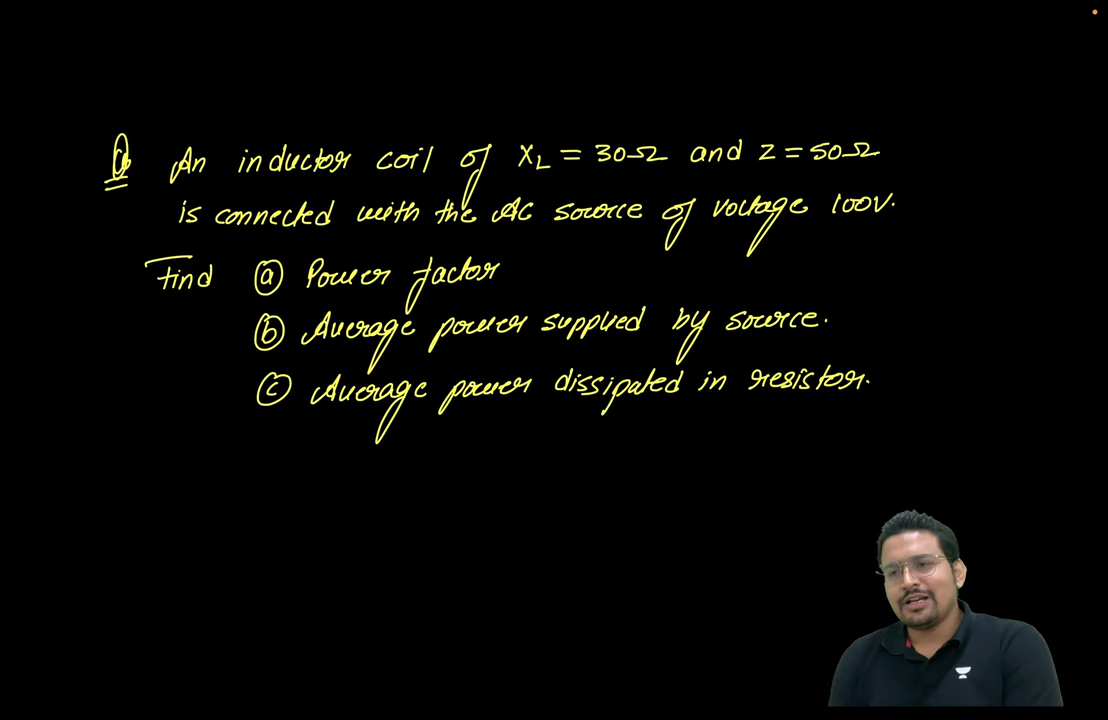 Q An inductor coil of XL = 30Ω and Z = 50Ω
is connected with the AC source of voltage 100V.
Find ⓐ Power factor
ⓑ Average power supplied by source.
ⓒ Average power dissipated in resistor.